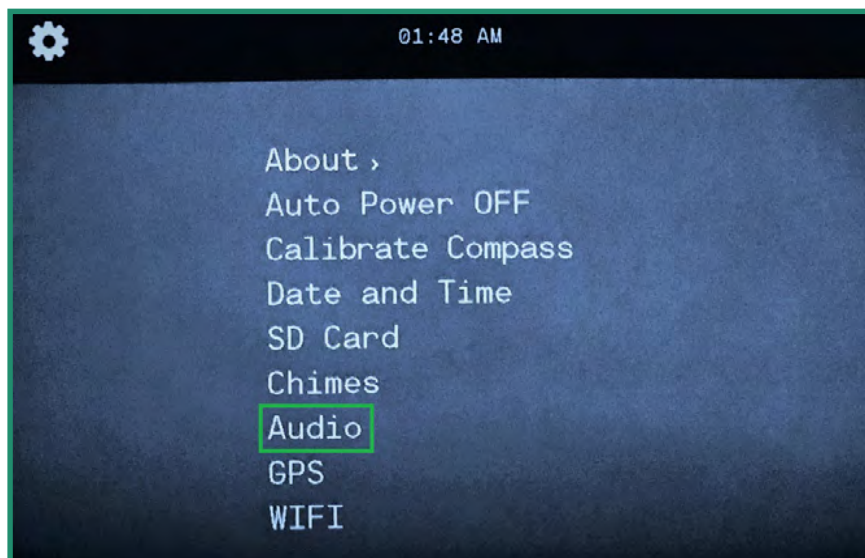 01:48 AM
About ›
Auto Power OFF
Calibrate Compass
Date and Time
SD Card
Chimes
Audio
GPS
WIFI